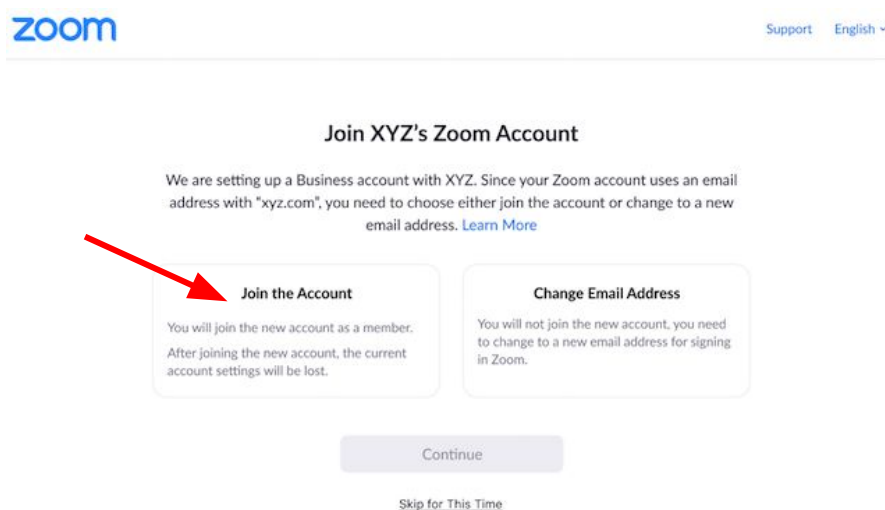 zoom
Support English
Join XYZ's Zoom Account
We are setting up a Business account with XYZ. Since your Zoom account uses an email
address with "xyz.com", you need to choose either join the account or change to a new
email address. Learn More
Join the Account
You will join the new account as a member.
After joining the new account, the current
account settings will be lost.
Change Email Address
You will not join the new account, you need
to change to a new email address for signing
in Zoom.
Continue
Skip for This Time